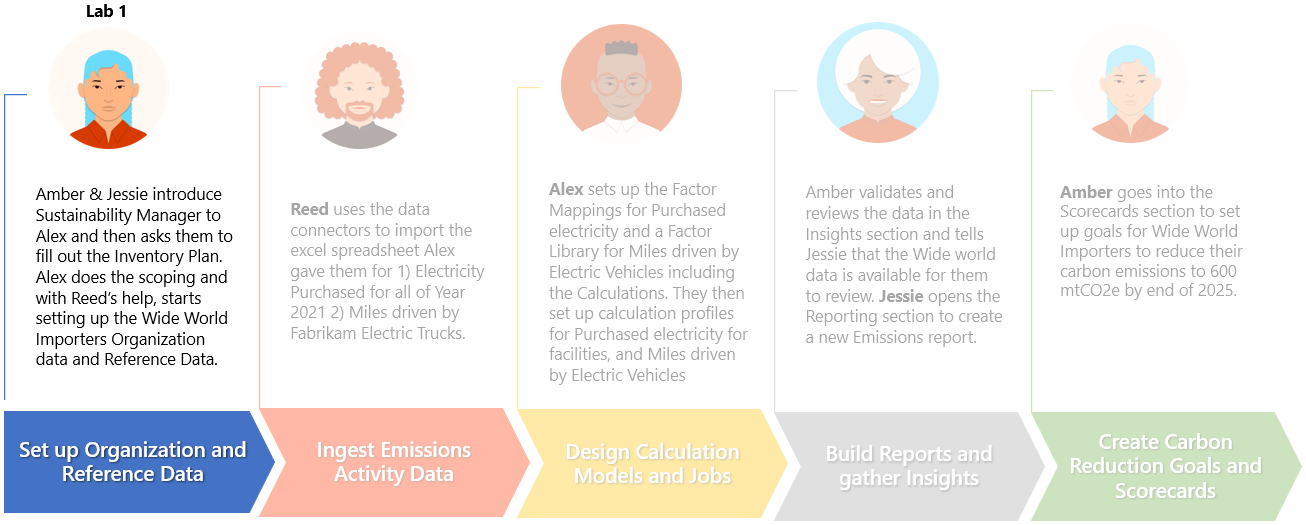 Lab 1
Amber & Jessie introduce
Sustainability Manager to
Alex and then asks them to
fill out the Inventory Plan.
Alex does the scoping and
with Reed's help, starts
setting up the Wide World
Importers Organization
data and Reference Data.
Set up Organization and
Reference Data
Reed uses the data
connectors to import the
excel spreadsheet Alex
gave them for 1) Electricity
Purchased for all of Year
2021 2) Miles driven by
Fabrikam Electric Trucks.
Ingest Emissions
Activity Data
Alex sets up the Factor
Mappings for Purchased
electricity and a Factor
Library for Miles driven by
Electric Vehicles including
the Calculations. They then
set up calculation profiles
for Purchased electricity for
facilities, and Miles driven
by Electric Vehicles
Design Calculation
Models and Jobs
Amber validates and
reviews the data in the
Insights section and tells
Jessie that the Wide world
data is available for them
to review. Jessie opens the
Reporting section to create
a new Emissions report.
Build Reports and
gather Insights
Amber goes into the
Scorecards section to set
up goals for Wide World
Importers to reduce their
carbon emissions to 600
mtCO2e by end of 2025.
Create Carbon
Reduction Goals and
Scorecards